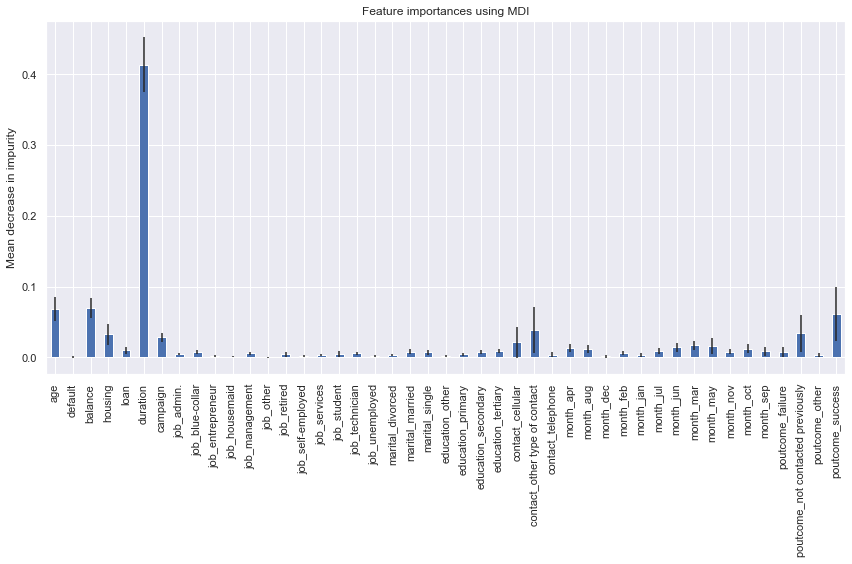 Feature importances using MDI
Mean decrease in impurity
0.4
0.3
0.2
0.1
0.0
age
default
balance
housing
loan
duration
campaign
job_admin.
job_blue-collar
job_entrepreneur
job_housemaid
job_management
job_other
job_retired
job_self-employed
job_services
job_student
job_technician
job_unemployed
marital_divorced
marital_married
marital_single
education_other
education_primary
education_secondary
education_tertiary
contact_cellular
contact_other type of contact
contact_telephone
month_apr
month_aug
month_dec
month_feb
month_jan
month_jul
month_jun
month_mar
month_may
month_nov
month_oct
month_sep
poutcome_failure
poutcome_not contacted previously
poutcome_other
poutcome_success